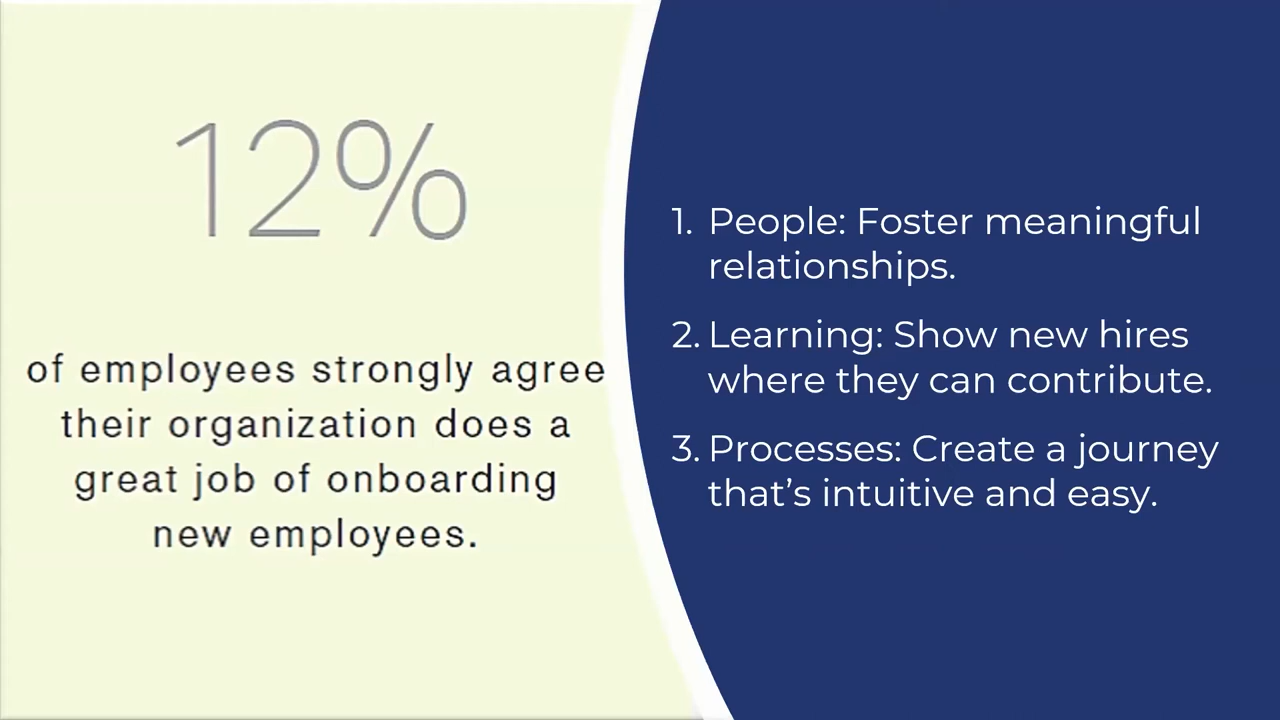 12%
of employees strongly agree
their organization does a
great job of onboarding
new employees.
1. People: Foster meaningful
relationships.
2. Learning: Show new hires
where they can contribute.
3. Processes: Create a journey
that’s intuitive and easy.